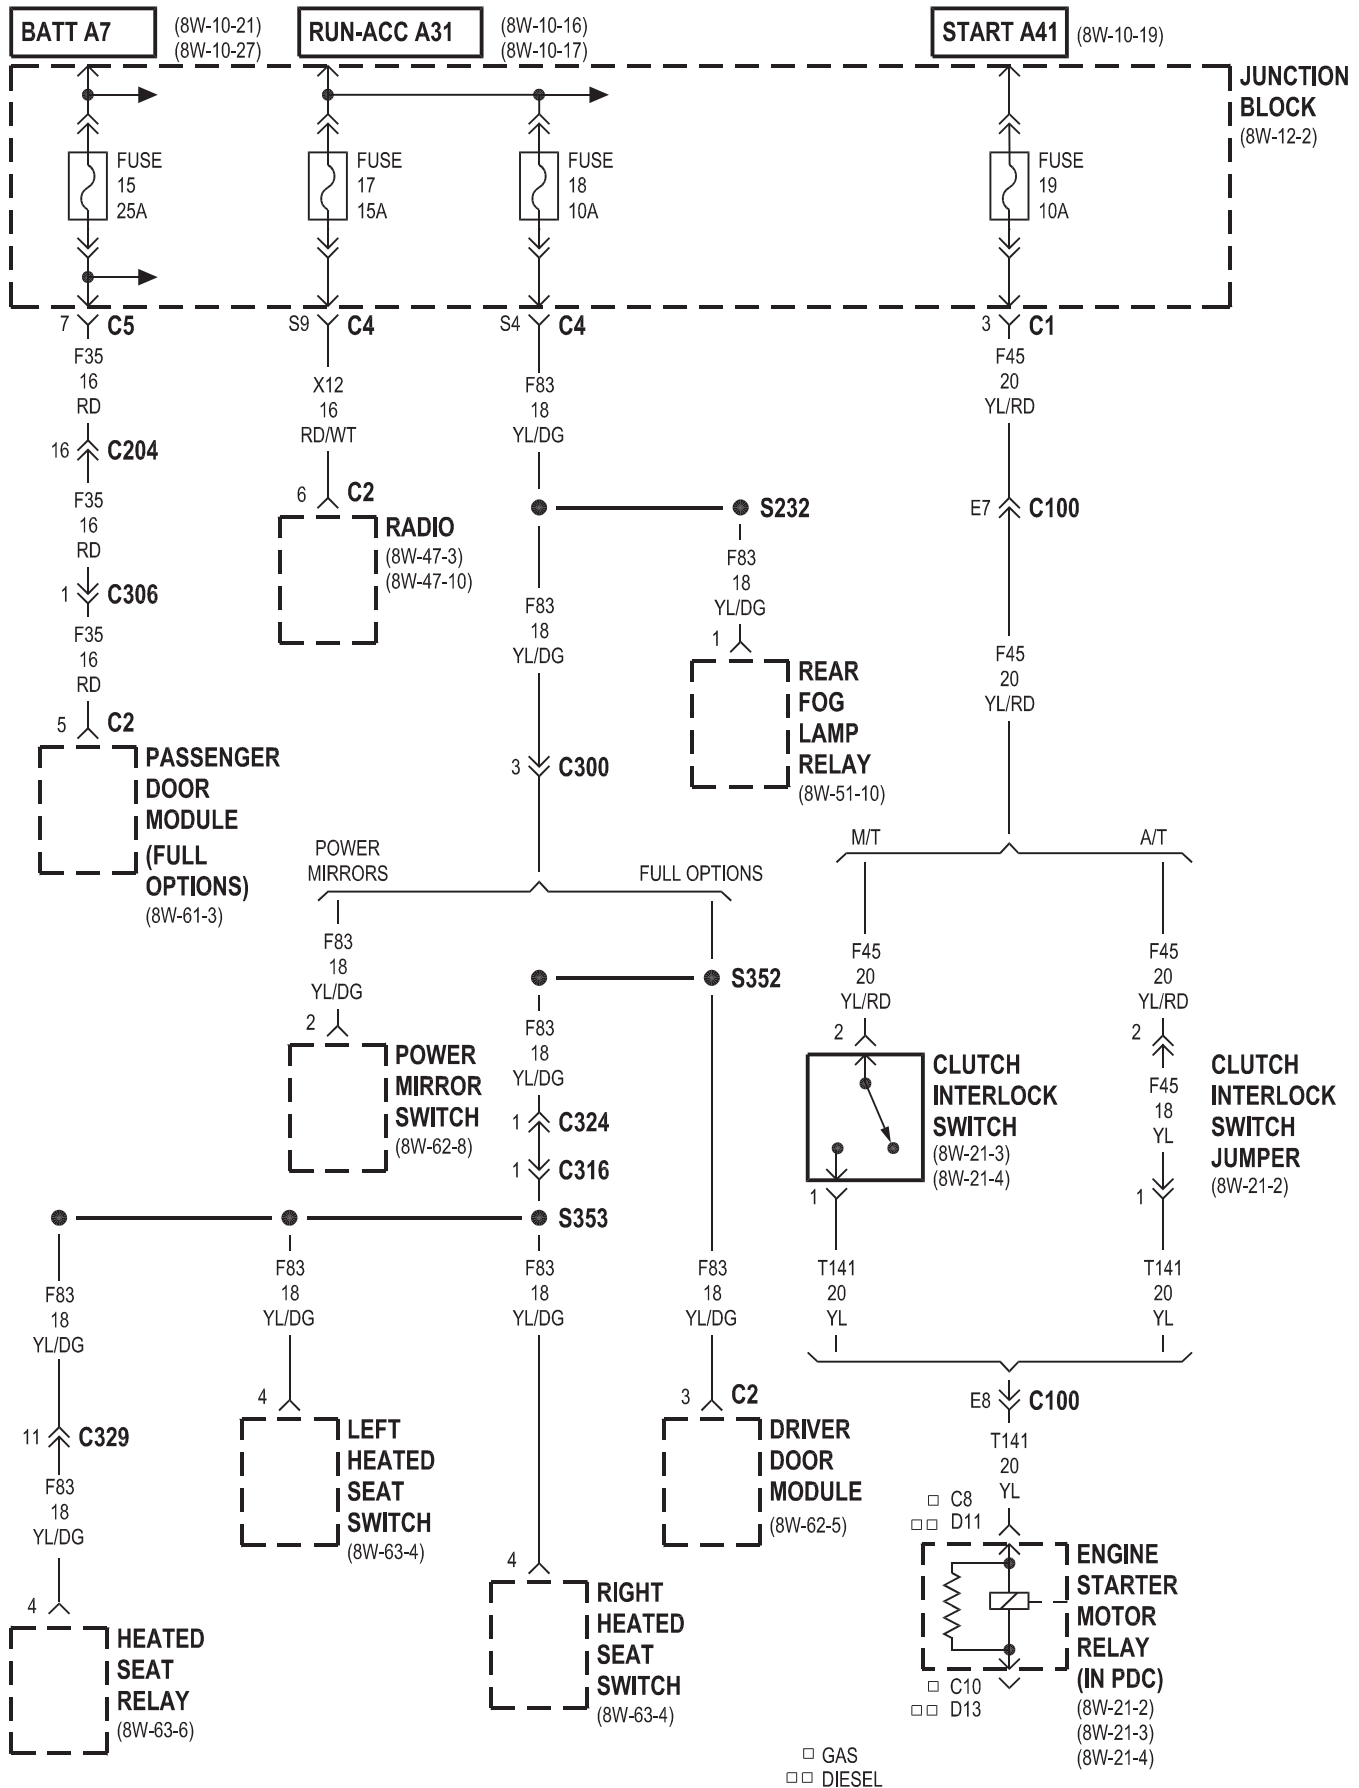 BATT A7
(8W-10-21)
(8W-10-27)
RUN-ACC A31
(8W-10-16)
(8W-10-17)
START A41
(8W-10-19)
JUNCTION
BLOCK
(8W-12-2)
FUSE
15
25A
FUSE
17
15A
FUSE
18
10A
FUSE
19
10A
7 C5
S9 C4
S4 C4
3 C1
F35
16
RD
X12
16
RD/WT
F83
18
YL/DG
F45
20
YL/RD
16 C204
F35
16
RD
1 C306
F35
16
RD
5 C2
PASSENGER
DOOR
MODULE
(FULL
OPTIONS)
(8W-61-3)
6 C2
RADIO
(8W-47-3)
(8W-47-10)
S232
F83
18
YL/DG
F83
18
YL/DG
1
REAR
FOG
LAMP
RELAY
(8W-51-10)
E7 C100
F45
20
YL/RD
3 C300
POWER
MIRRORS
FULL OPTIONS
M/T
A/T
F83
18
YL/DG
2
POWER
MIRROR
SWITCH
(8W-62-8)
S352
F83
18
YL/DG
1 C324
1 C316
S353
F45
20
YL/RD
2
CLUTCH
INTERLOCK
SWITCH
(8W-21-3)
(8W-21-4)
1
F45
20
YL/RD
2
F45
18
YL
1
CLUTCH
INTERLOCK
SWITCH
JUMPER
(8W-21-2)
F83
18
YL/DG
F83
18
YL/DG
F83
18
YL/DG
F83
18
YL/DG
T141
20
YL
T141
20
YL
11 C329
F83
18
YL/DG
4
HEATED
SEAT
RELAY
(8W-63-6)
4
LEFT
HEATED
SEAT
SWITCH
(8W-63-4)
4
RIGHT
HEATED
SEAT
SWITCH
(8W-63-4)
3 C2
DRIVER
DOOR
MODULE
(8W-62-5)
E8 C100
T141
20
YL
□ C8
□□ D11
ENGINE
STARTER
MOTOR
RELAY
(IN PDC)
(8W-21-2)
(8W-21-3)
(8W-21-4)
□ C10
□□ D13
□ GAS
□□ DIESEL